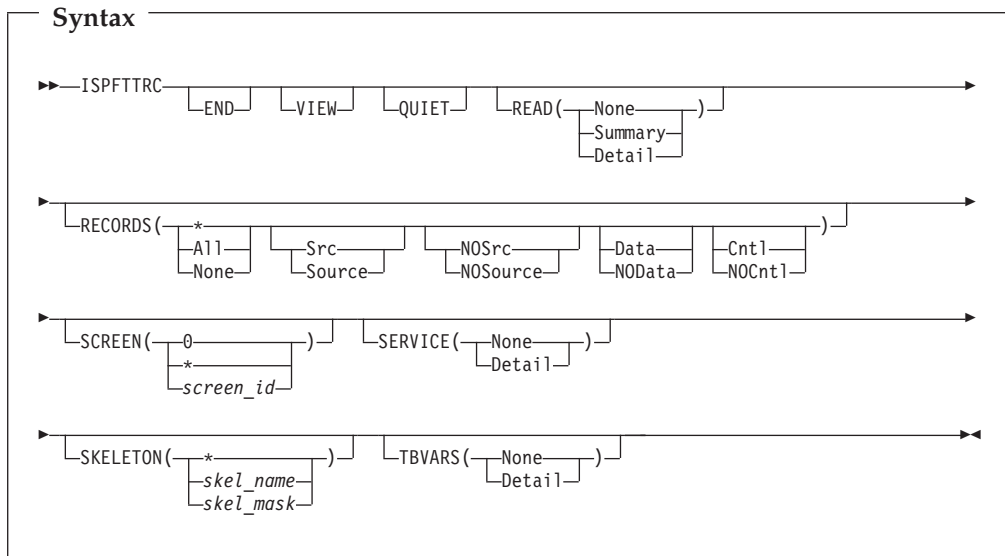 Syntax
ISPFTTRC END VIEW QUIET READ( None )
Summary
Detail
RECORDS( * )
All Src NOSrc Data Cntl
None Source NOSource NOData NOCntl
SCREEN( 0 ) SERVICE( None )
* Detail
screen_id
SKELETON( * ) TBVARS( None )
skel_name Detail
skel_mask